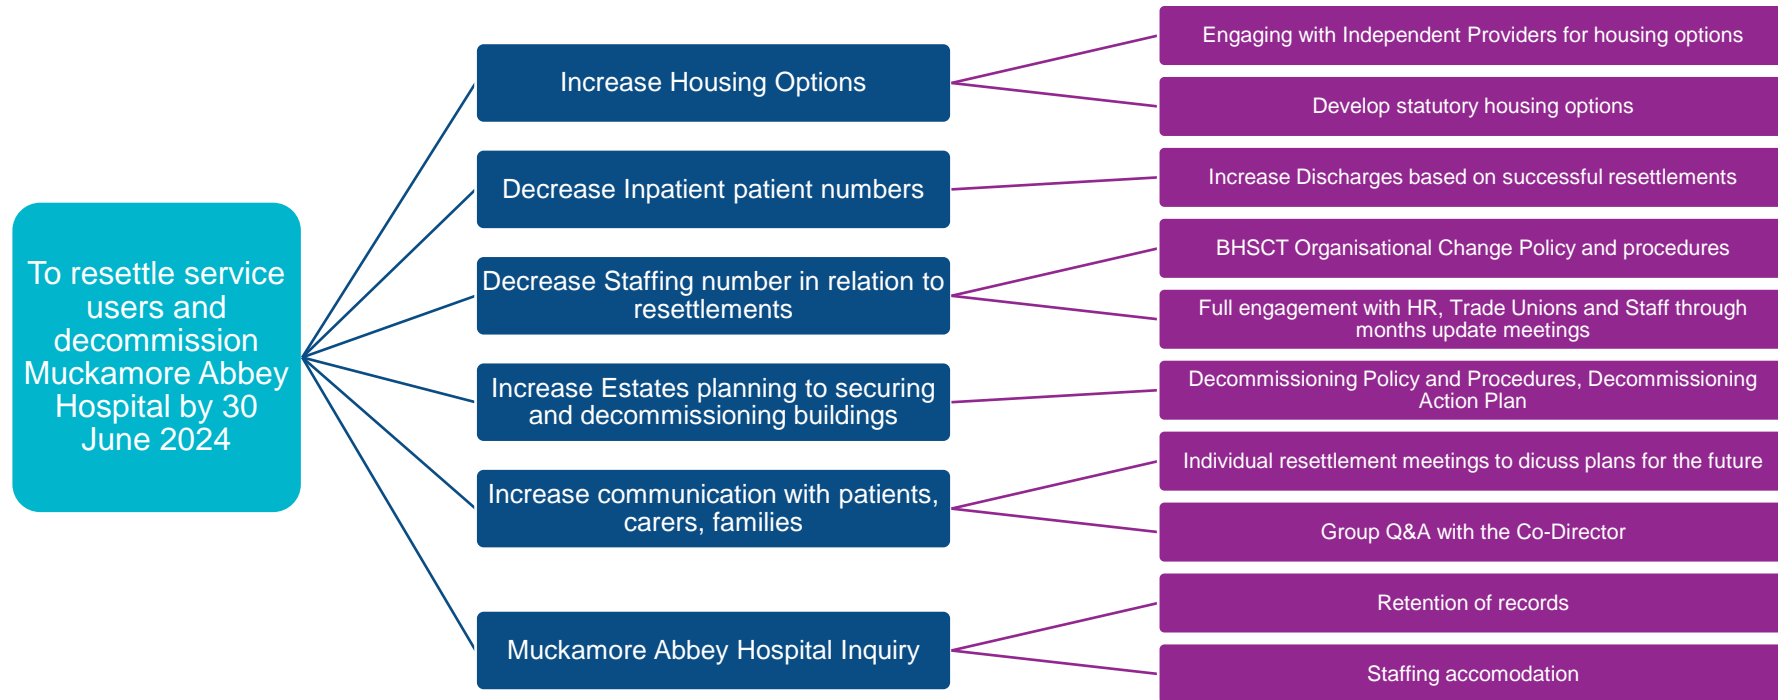 To resettle service
users and
decommission
Muckamore Abbey
Hospital by 30
June 2024
Increase Housing Options
Decrease Inpatient patient numbers
Decrease Staffing number in relation to
resettlements
Increase Estates planning to securing
and decommissioning buildings
Increase communication with patients,
carers, families
Muckamore Abbey Hospital Inquiry
Engaging with Independent Providers for housing options
Develop statutory housing options
Increase Discharges based on successful resettlements
BHSCT Organisational Change Policy and procedures
Full engagement with HR, Trade Unions and Staff through
months update meetings
Decommissioning Policy and Procedures, Decommissioning
Action Plan
Individual resettlement meetings to dicuss plans for the future
Group Q&A with the Co-Director
Retention of records
Staffing accomodation